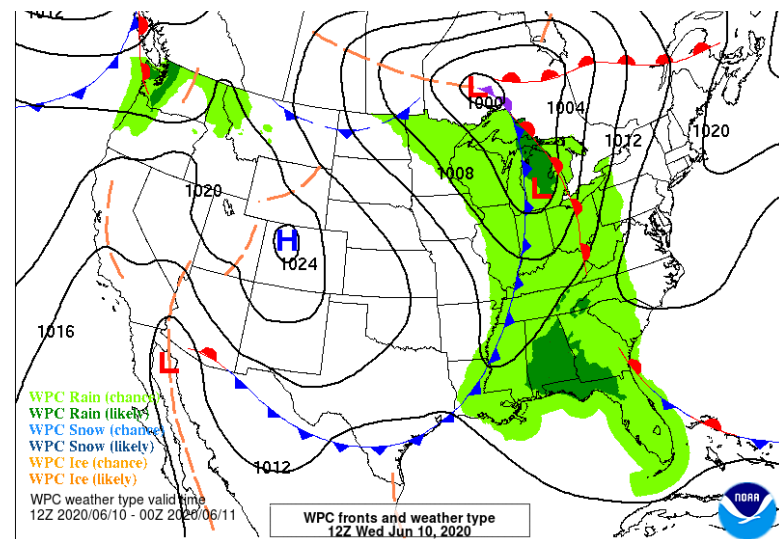 1012
L
1000
1004
1020
1012
1008
L
1020
H
1024
1016
L
WPC Rain (chance)
WPC Rain (likely)
WPC Snow (chance)
WPC Snow (likely)
WPC Ice (chance)
WPC Ice (likely)
1012
WPC weather type valid time
12Z 2020/06/10 - 00Z 2020/06/11
WPC fronts and weather type
12Z Wed Jun 10, 2020
NOAA